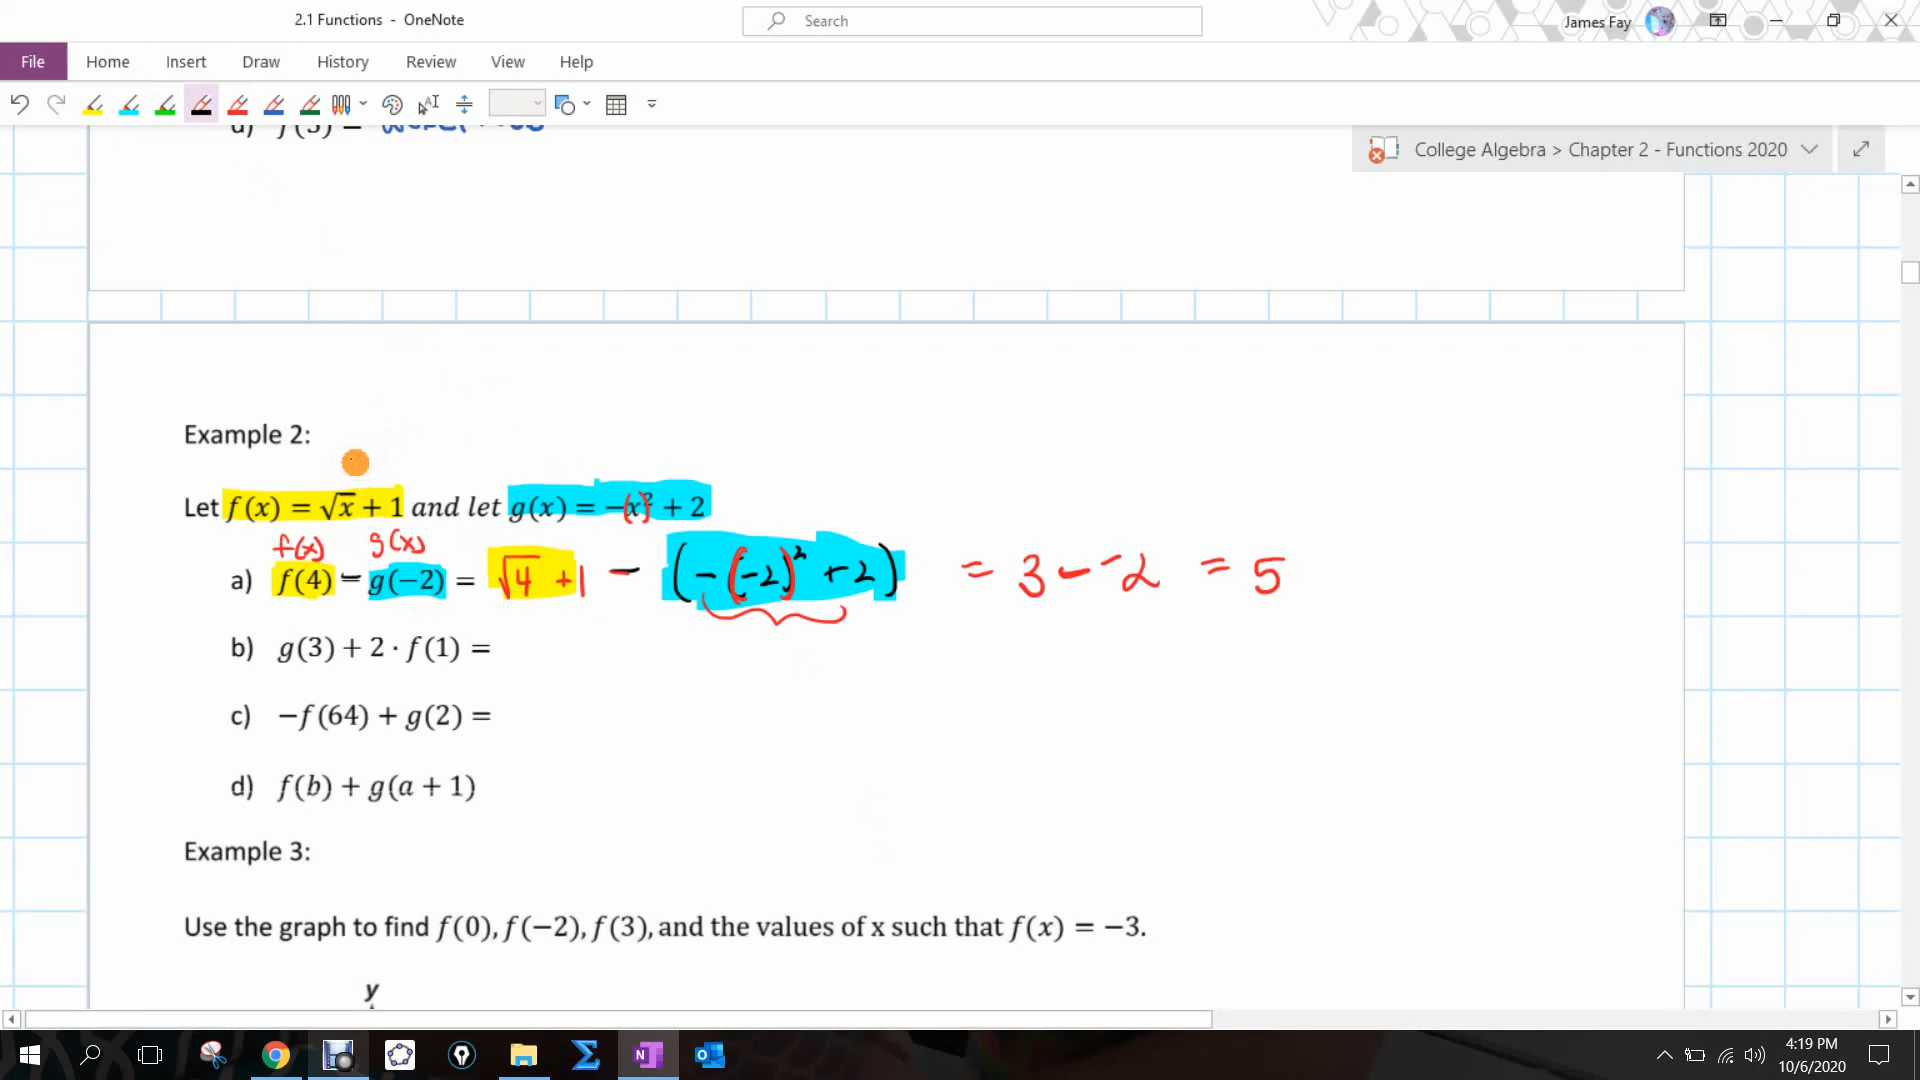 2.1 Functions - OneNote
Search
James Fay
File Home Insert Draw History Review View Help
d) f(3) =
College Algebra > Chapter 2 - Functions 2020
Example 2:
Let f(x) = √x + 1 and let g(x) = −(x)² + 2
f(x) g(x)
a) f(4) − g(−2) = √4 + 1 − (−(−2)² + 2) = 3 − −2 = 5
b) g(3) + 2 · f(1) =
c) −f(64) + g(2) =
d) f(b) + g(a + 1)
Example 3:
Use the graph to find f(0), f(−2), f(3), and the values of x such that f(x) = −3.
y
4:19 PM
10/6/2020